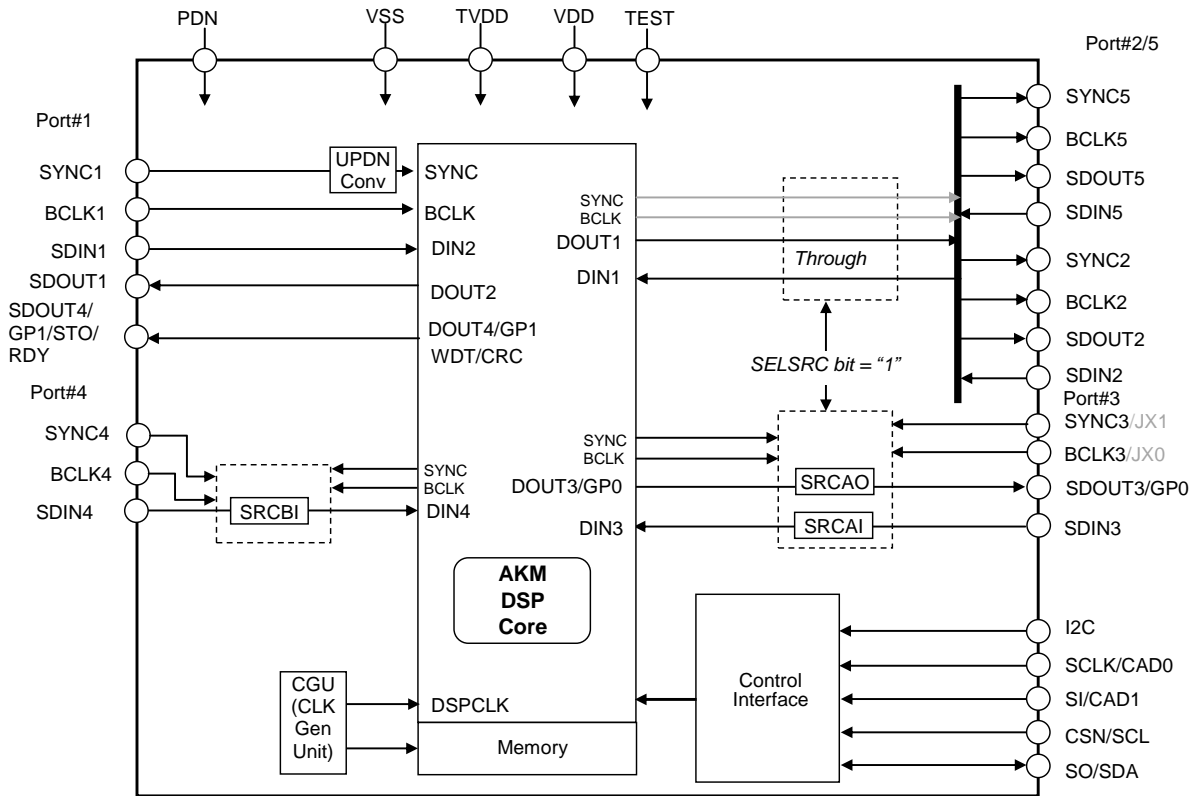 PDN
VSS
TVDD
VDD
TEST
Port#2/5
Port#1
SYNC1
BCLK1
SDIN1
SDOUT1
SDOUT4/
GP1/STO/
RDY
Port#4
SYNC4
BCLK4
SDIN4
UPDN
Conv
SRCBI
SYNC
BCLK
DIN2
DOUT2
DOUT4/GP1
WDT/CRC
SYNC
BCLK
DIN4
SYNC
BCLK
DOUT1
DIN1
SYNC
BCLK
DOUT3/GP0
DIN3
AKM
DSP
Core
CGU
(CLK
Gen
Unit)
DSPCLK
Memory
Through
SELSRC bit = “1”
SRCAO
SRCAI
Control
Interface
SYNC5
BCLK5
SDOUT5
SDIN5
SYNC2
BCLK2
SDOUT2
SDIN2
Port#3
SYNC3/JX1
BCLK3/JX0
SDOUT3/GP0
SDIN3
I2C
SCLK/CAD0
SI/CAD1
CSN/SCL
SO/SDA